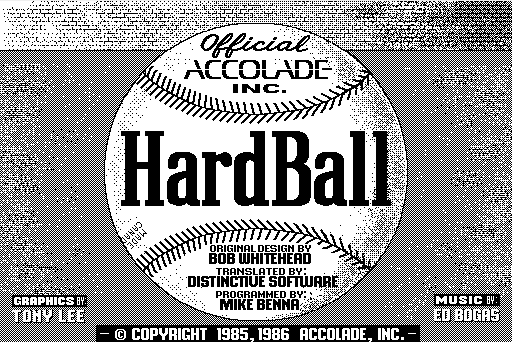 Official
ACCOLADE
INC.
HardBall
ORIGINAL DESIGN BY
BOB WHITEHEAD
TRANSLATED BY:
DISTINCTIVE SOFTWARE
PROGRAMMED BY:
MIKE BENNA
GRAPHICS BY
TONY LEE
MUSIC BY
ED BOGAS
- © COPYRIGHT 1985, 1986 ACCOLADE, INC. -